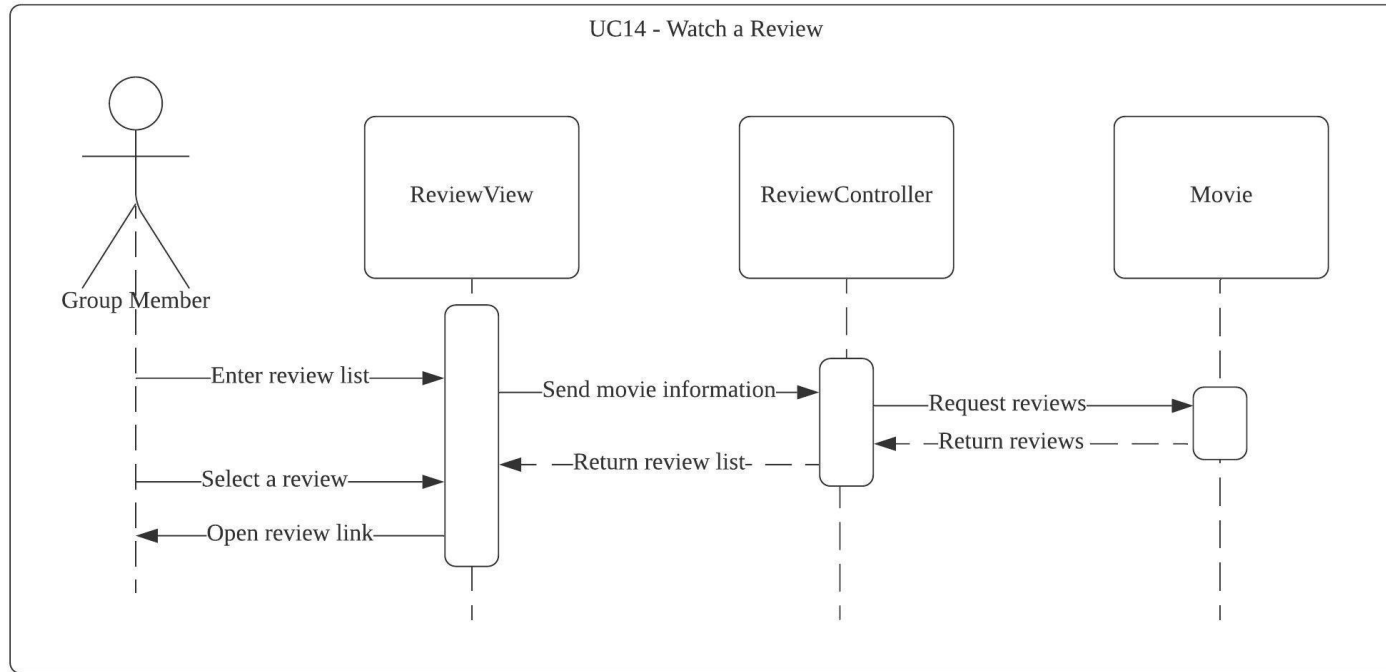 UC14 - Watch a Review
ReviewView
ReviewController
Movie
Group Member
Enter review list
Send movie information
Request reviews
Return reviews
Return review list
Select a review
Open review link